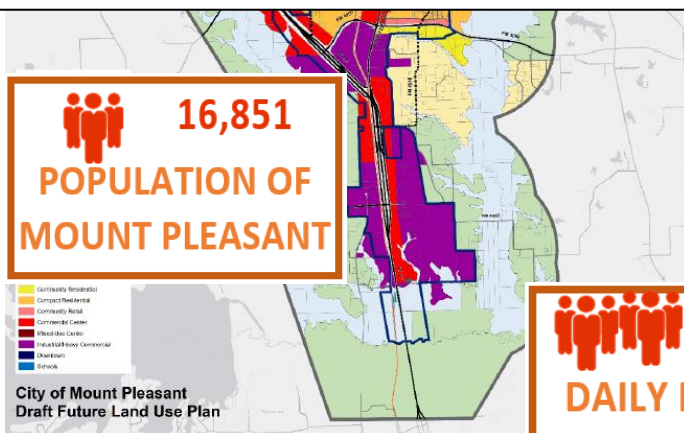 16,851
POPULATION OF
MOUNT PLEASANT
Community Residential
Compact Residential
Community Retail
Commercial Center
Mixed-Use Center
Industrial/Heavy Commercial
Downtown
Schools
City of Mount Pleasant
Draft Future Land Use Plan
DAILY